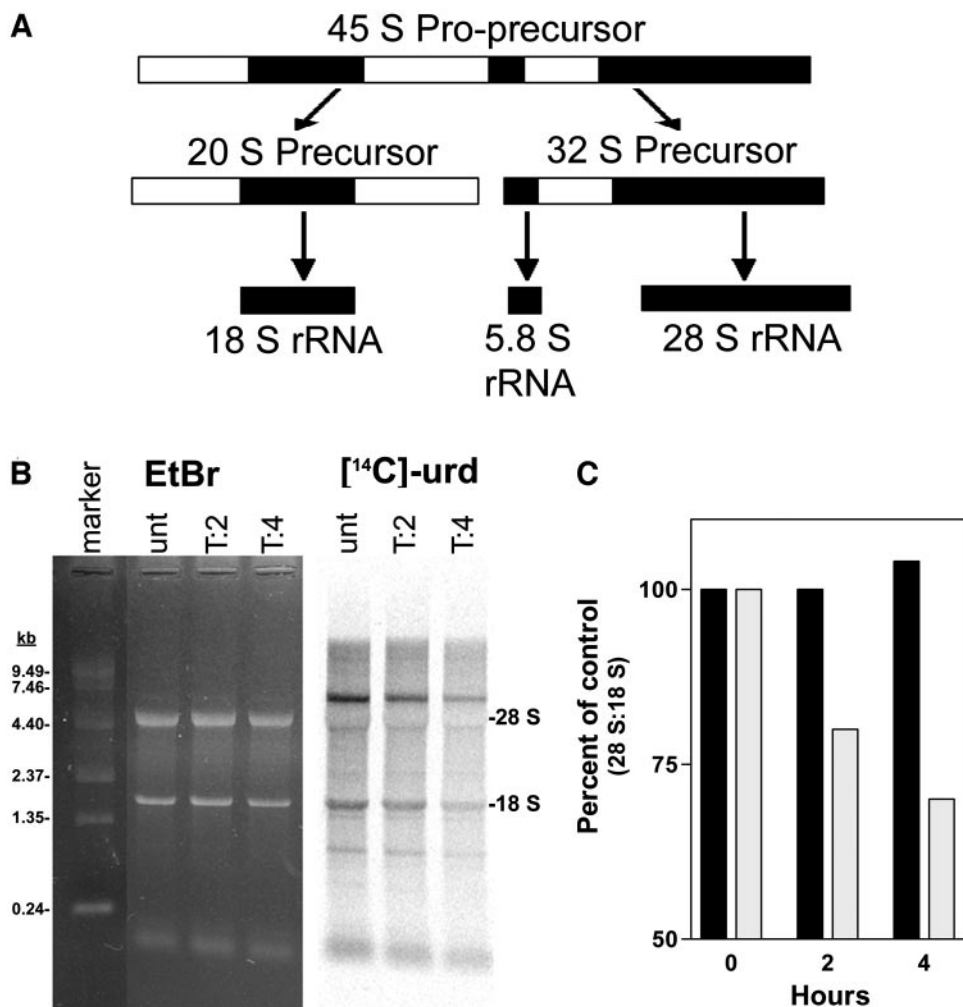 A
45 S Pro-precursor
20 S Precursor
32 S Precursor
18 S rRNA
5.8 S
rRNA
28 S rRNA
B
marker
EtBr
unt
T:2
T:4
[¹⁴C]-urd
unt
T:2
T:4
kb
9.49-
7.46-
4.40-
2.37-
1.35-
0.24-
-28 S
-18 S
C
Percent of control
(28 S:18 S)
100
75
50
0
2
4
Hours